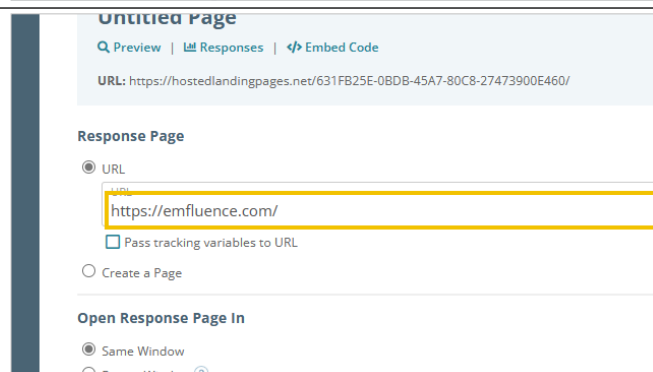 Untitled Page
Preview | Responses | </> Embed Code
URL: https://hostedlandingpages.net/631FB25E-0BDB-45A7-80C8-27473900E460/
Response Page
URL
URL
https://emfluence.com/
Pass tracking variables to URL
Create a Page
Open Response Page In
Same Window